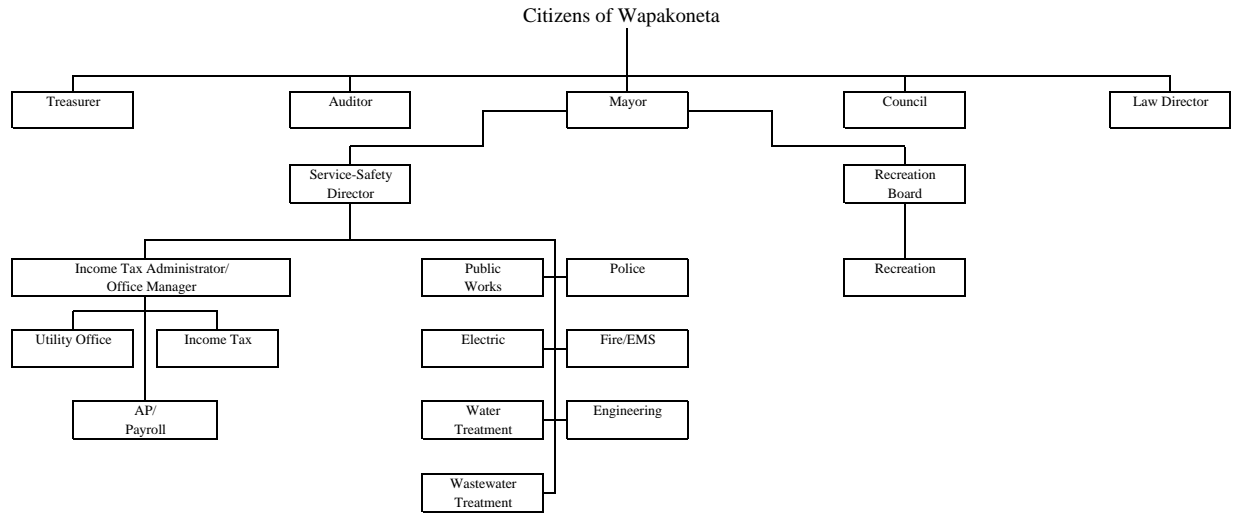 Citizens of Wapakoneta
Treasurer
Auditor
Mayor
Council
Law Director
Service-Safety
Director
Recreation
Board
Income Tax Administrator/
Office Manager
Public
Works
Police
Recreation
Utility Office
Income Tax
Electric
Fire/EMS
AP/
Payroll
Water
Treatment
Engineering
Wastewater
Treatment